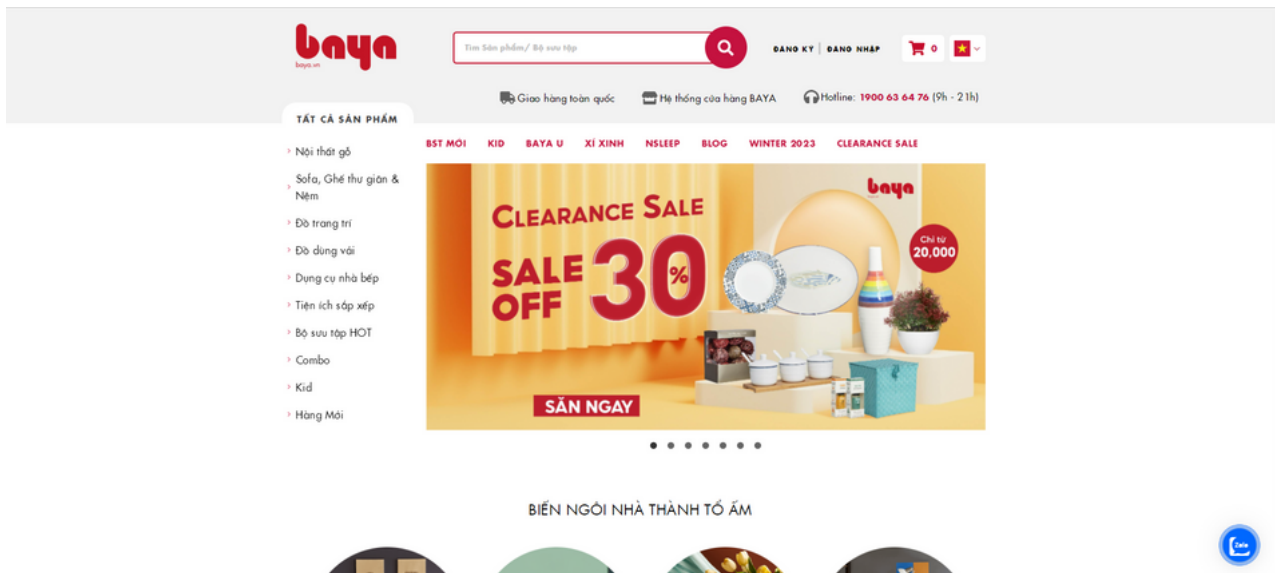 baya
baya.vn
Tìm Sản phẩm/ Bộ sưu tập
ĐĂNG KÝ | ĐĂNG NHẬP
0
Giao hàng toàn quốc
Hệ thống cửa hàng BAYA
Hotline: 1900 63 64 76 (9h - 21h)
TẤT CẢ SẢN PHẨM
Nội thất gỗ
Sofa, Ghế thư giãn &
Nệm
Đồ trang trí
Đồ dùng vải
Dụng cụ nhà bếp
Tiện ích sắp xếp
Bộ sưu tập HOT
Combo
Kid
Hàng Mới
BST MỚI KID BAYA U XÍ XINH NSLEEP BLOG WINTER 2023 CLEARANCE SALE
baya
CLEARANCE SALE
SALE OFF 30%
Chỉ từ
20,000
SĂN NGAY
BIẾN NGÔI NHÀ THÀNH TỔ ẤM
Zalo